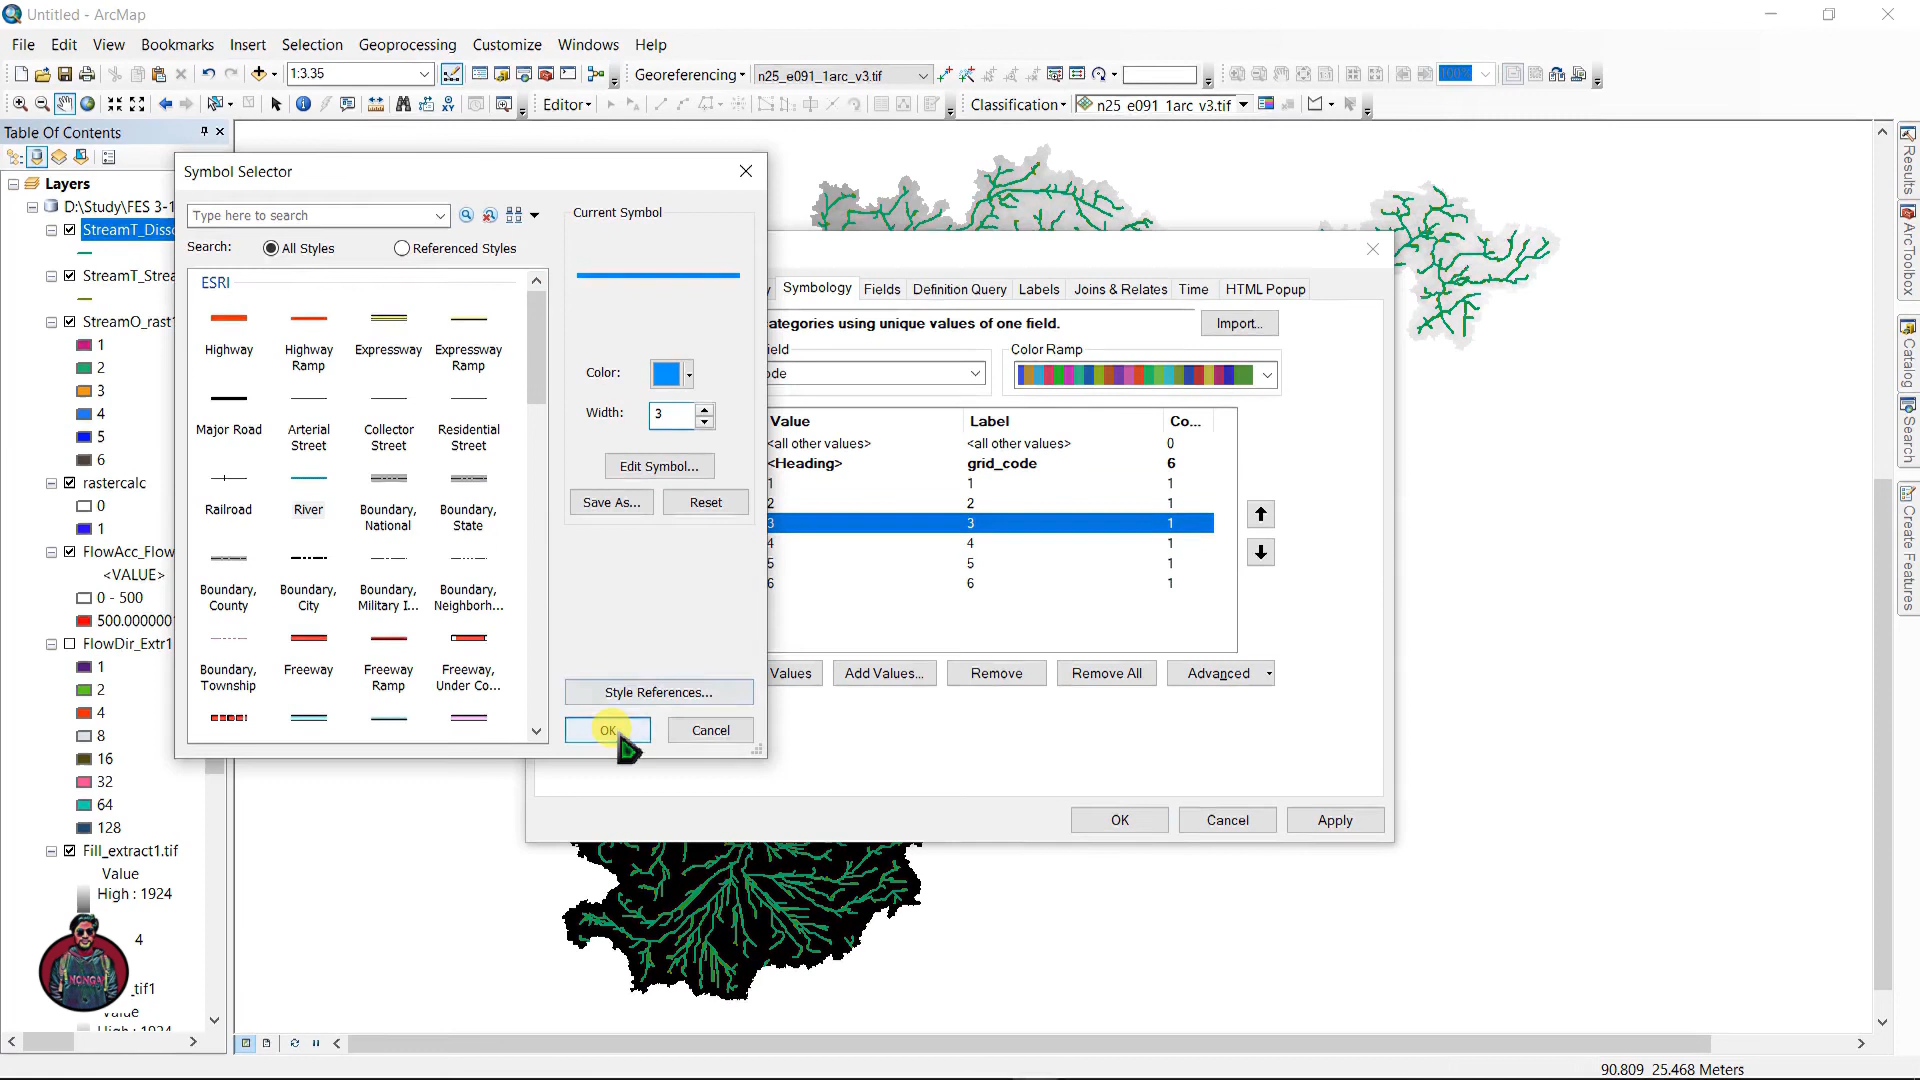 Untitled - ArcMap
File Edit View Bookmarks Insert Selection Geoprocessing Customize Windows Help
1:3.35 Georeferencing n25_e091_1arc_v3.tif 100%
Editor Classification n25_e091_1arc_v3.tif
Table Of Contents
Layers
D:\Study\FES 3-1
StreamT_Disso
StreamT_Strea
StreamO_rast1
1
2
3
4
5
6
rastercalc
0
1
FlowAcc_Flow
<VALUE>
0 - 500
500.0000001
FlowDir_Extr1
1
2
4
8
16
32
64
128
Fill_extract1.tif
Value
High : 1924
4
_tif1
Value
High : 1924
NONGAI
Symbol Selector
Type here to search
Search: All Styles Referenced Styles
ESRI
Highway
Highway Ramp
Expressway
Expressway Ramp
Major Road
Arterial Street
Collector Street
Residential Street
Railroad
River
Boundary, National
Boundary, State
Boundary, County
Boundary, City
Boundary, Military I...
Boundary, Neighborh...
Boundary, Township
Freeway
Freeway Ramp
Freeway, Under Co...
Current Symbol
Color:
Width: 3
Edit Symbol...
Save As... Reset
Style References...
OK Cancel
Symbology Fields Definition Query Labels Joins & Relates Time HTML Popup
ategories using unique values of one field.
Import...
ield
ode
Color Ramp
Value Label Co...
<all other values> <all other values> 0
<Heading> grid_code 6
1 1 1
2 2 1
3 3 1
4 4 1
5 5 1
6 6 1
Values Add Values... Remove Remove All Advanced
OK Cancel Apply
Results
ArcToolbox
Catalog
Search
Create Features
90.809 25.468 Meters